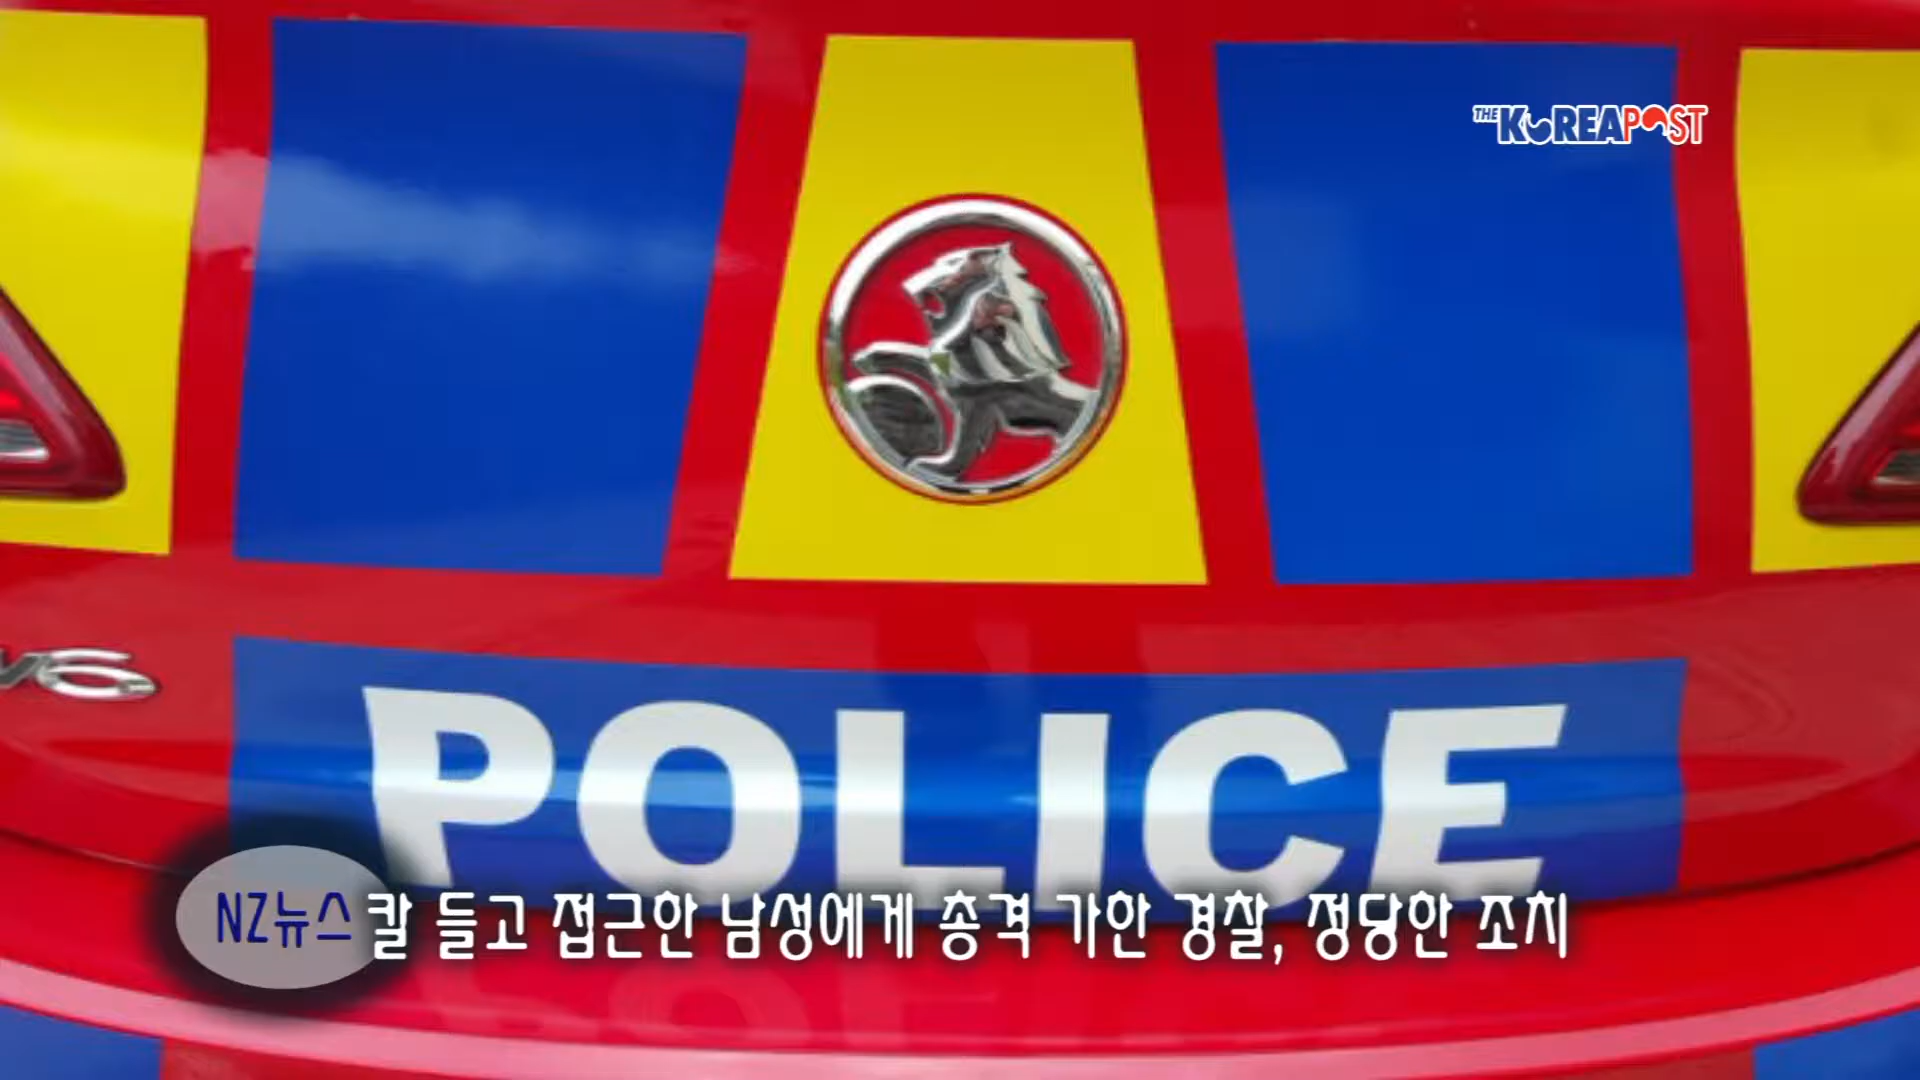 THE KOREAPOST
V6
POLICE
NZ뉴스 칼 들고 접근한 남성에게 총격 가한 경찰, 정당한 조치